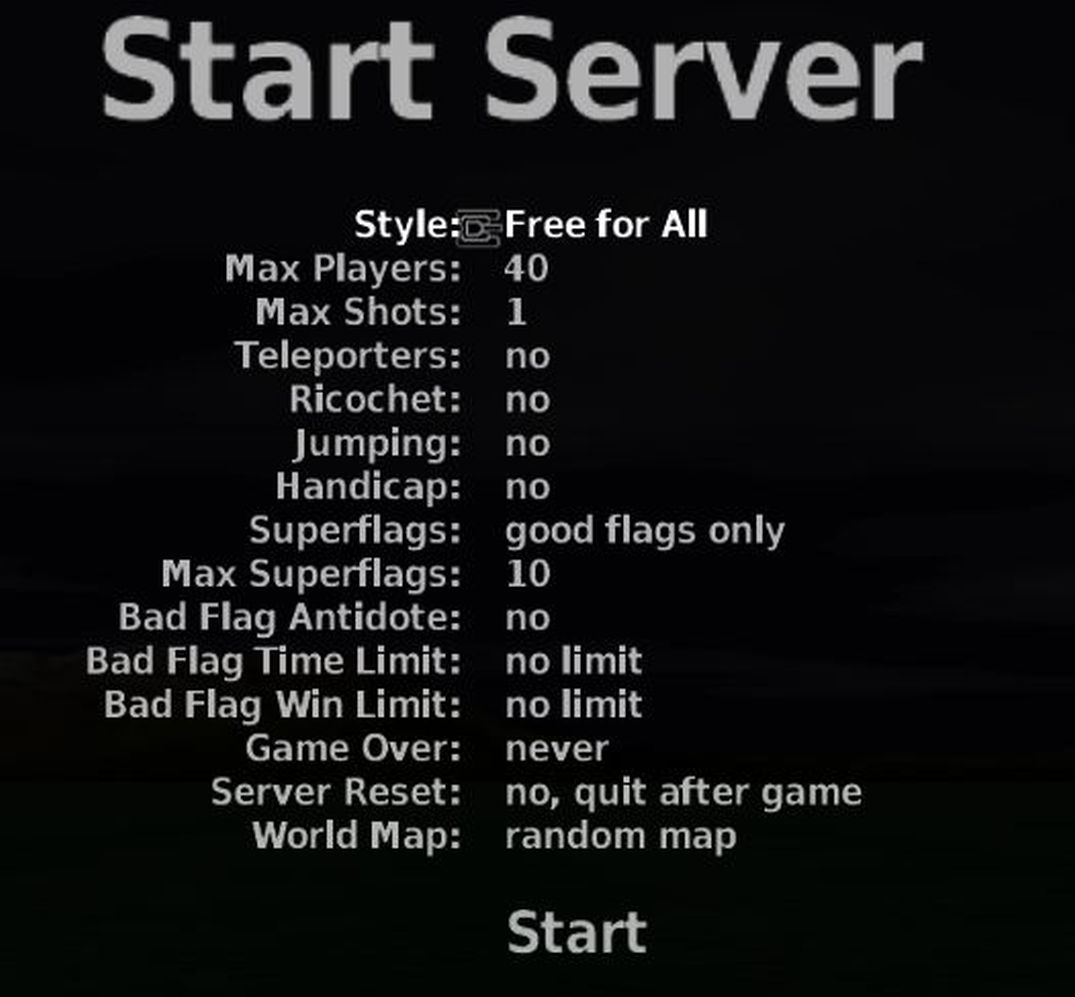 Start Server
Style: Free for All
Max Players: 40
Max Shots: 1
Teleporters: no
Ricochet: no
Jumping: no
Handicap: no
Superflags: good flags only
Max Superflags: 10
Bad Flag Antidote: no
Bad Flag Time Limit: no limit
Bad Flag Win Limit: no limit
Game Over: never
Server Reset: no, quit after game
World Map: random map
Start